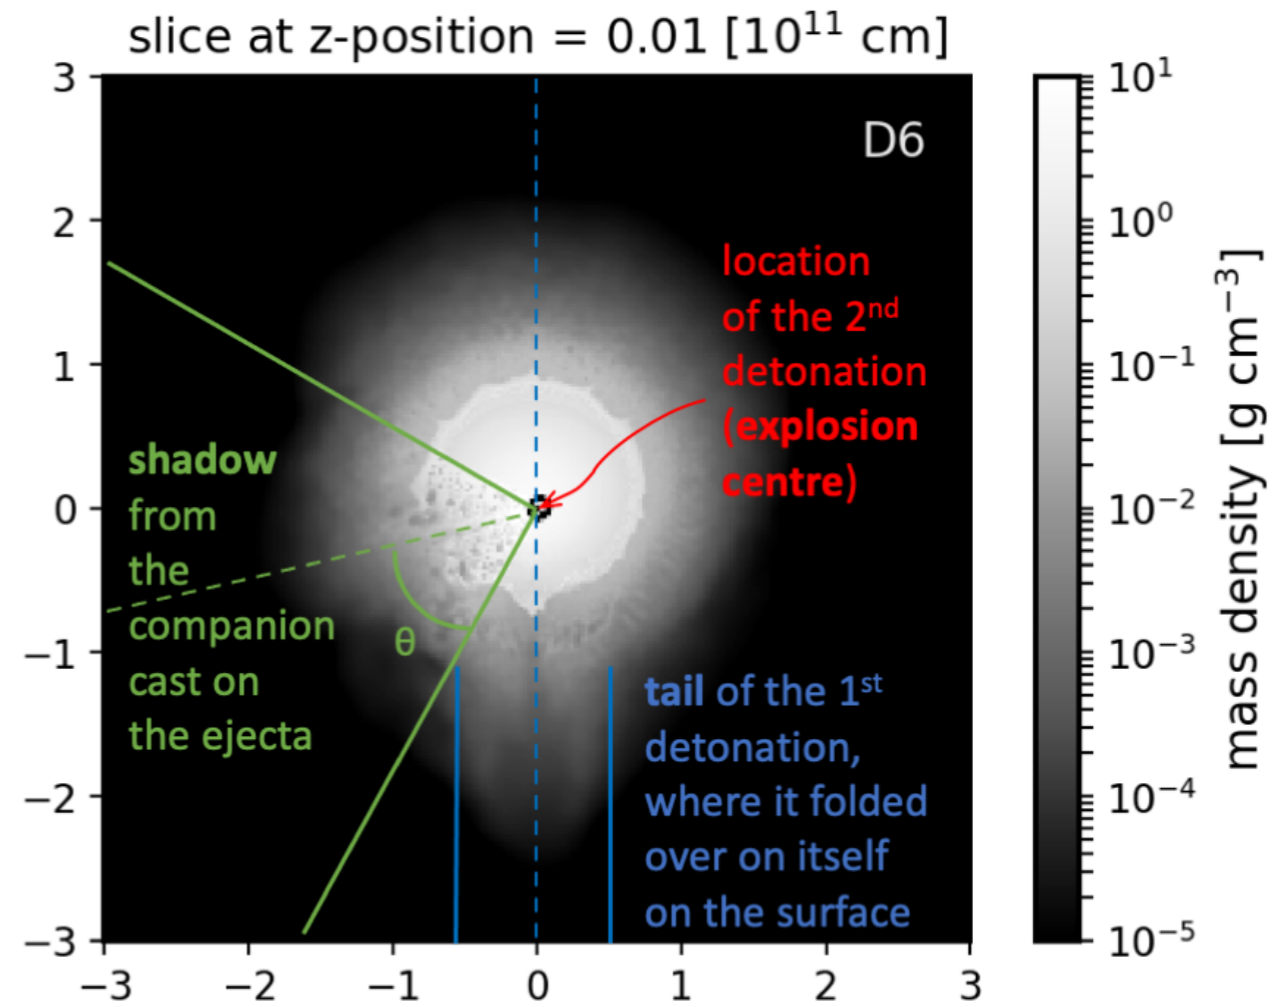 slice at z-position = 0.01 [10¹¹ cm]
D6
location
of the 2ⁿᵈ
detonation
(explosion
centre)
shadow
from
the
companion
cast on
the ejecta
θ
tail of the 1ˢᵗ
detonation,
where it folded
over on itself
on the surface
3
2
1
0
−1
−2
−3
−3
−2
−1
0
1
2
3
10¹
10⁰
10⁻¹
10⁻²
10⁻³
10⁻⁴
10⁻⁵
mass density [g cm⁻³]